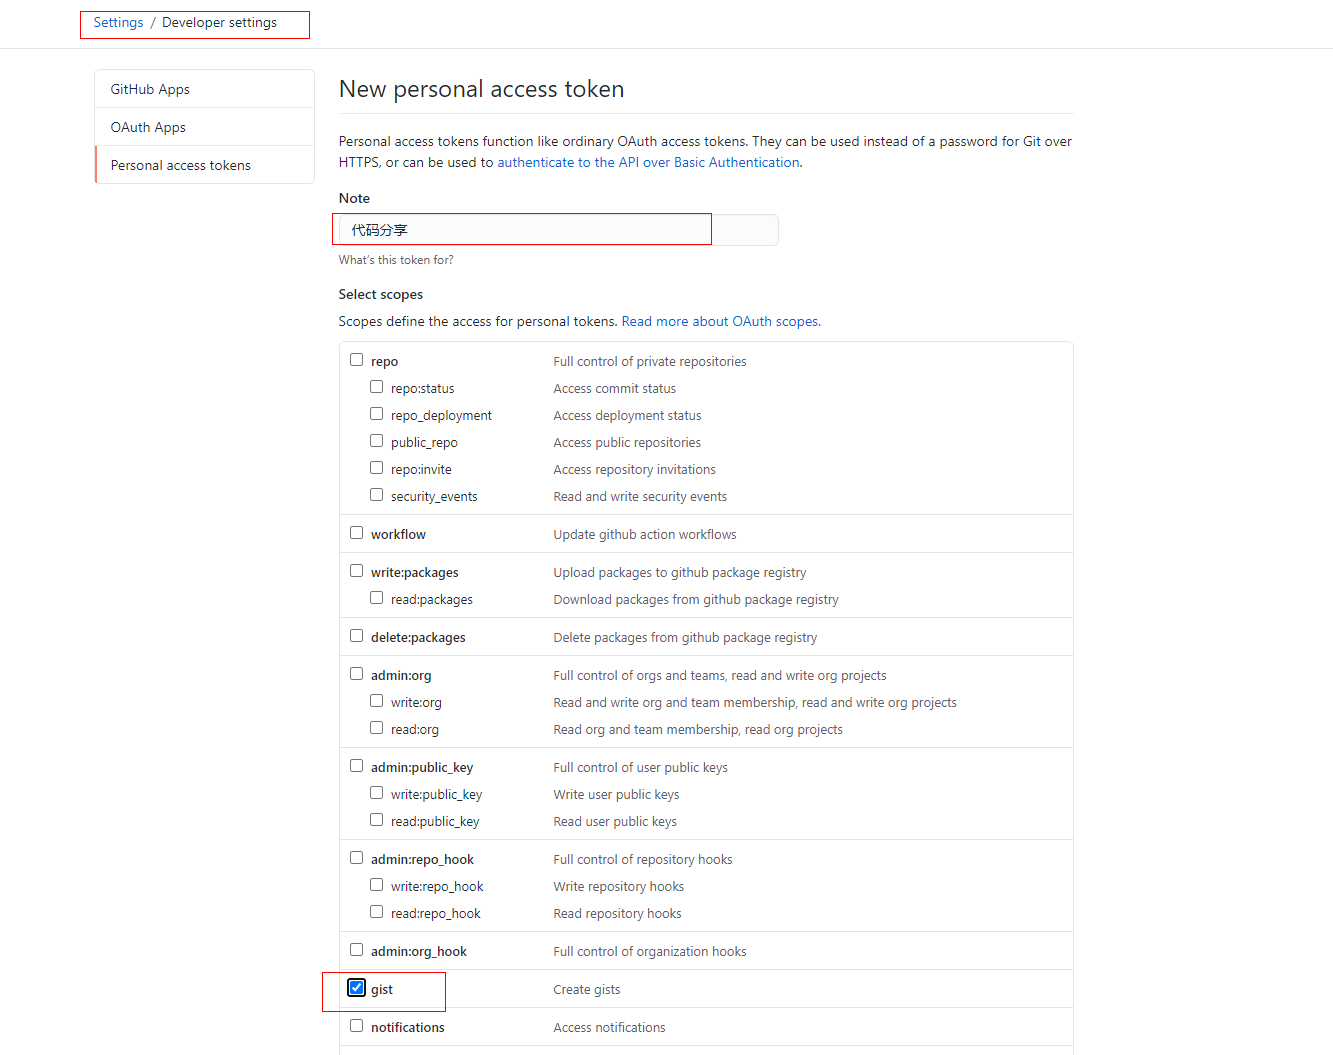 Settings / Developer settings
GitHub Apps
OAuth Apps
Personal access tokens
New personal access token
Personal access tokens function like ordinary OAuth access tokens. They can be used instead of a password for Git over
HTTPS, or can be used to authenticate to the API over Basic Authentication.
Note
代码分享
What's this token for?
Select scopes
Scopes define the access for personal tokens. Read more about OAuth scopes.
repo Full control of private repositories
repo:status Access commit status
repo_deployment Access deployment status
public_repo Access public repositories
repo:invite Access repository invitations
security_events Read and write security events
workflow Update github action workflows
write:packages Upload packages to github package registry
read:packages Download packages from github package registry
delete:packages Delete packages from github package registry
admin:org Full control of orgs and teams, read and write org projects
write:org Read and write org and team membership, read and write org projects
read:org Read org and team membership, read org projects
admin:public_key Full control of user public keys
write:public_key Write user public keys
read:public_key Read user public keys
admin:repo_hook Full control of repository hooks
write:repo_hook Write repository hooks
read:repo_hook Read repository hooks
admin:org_hook Full control of organization hooks
gist Create gists
notifications Access notifications